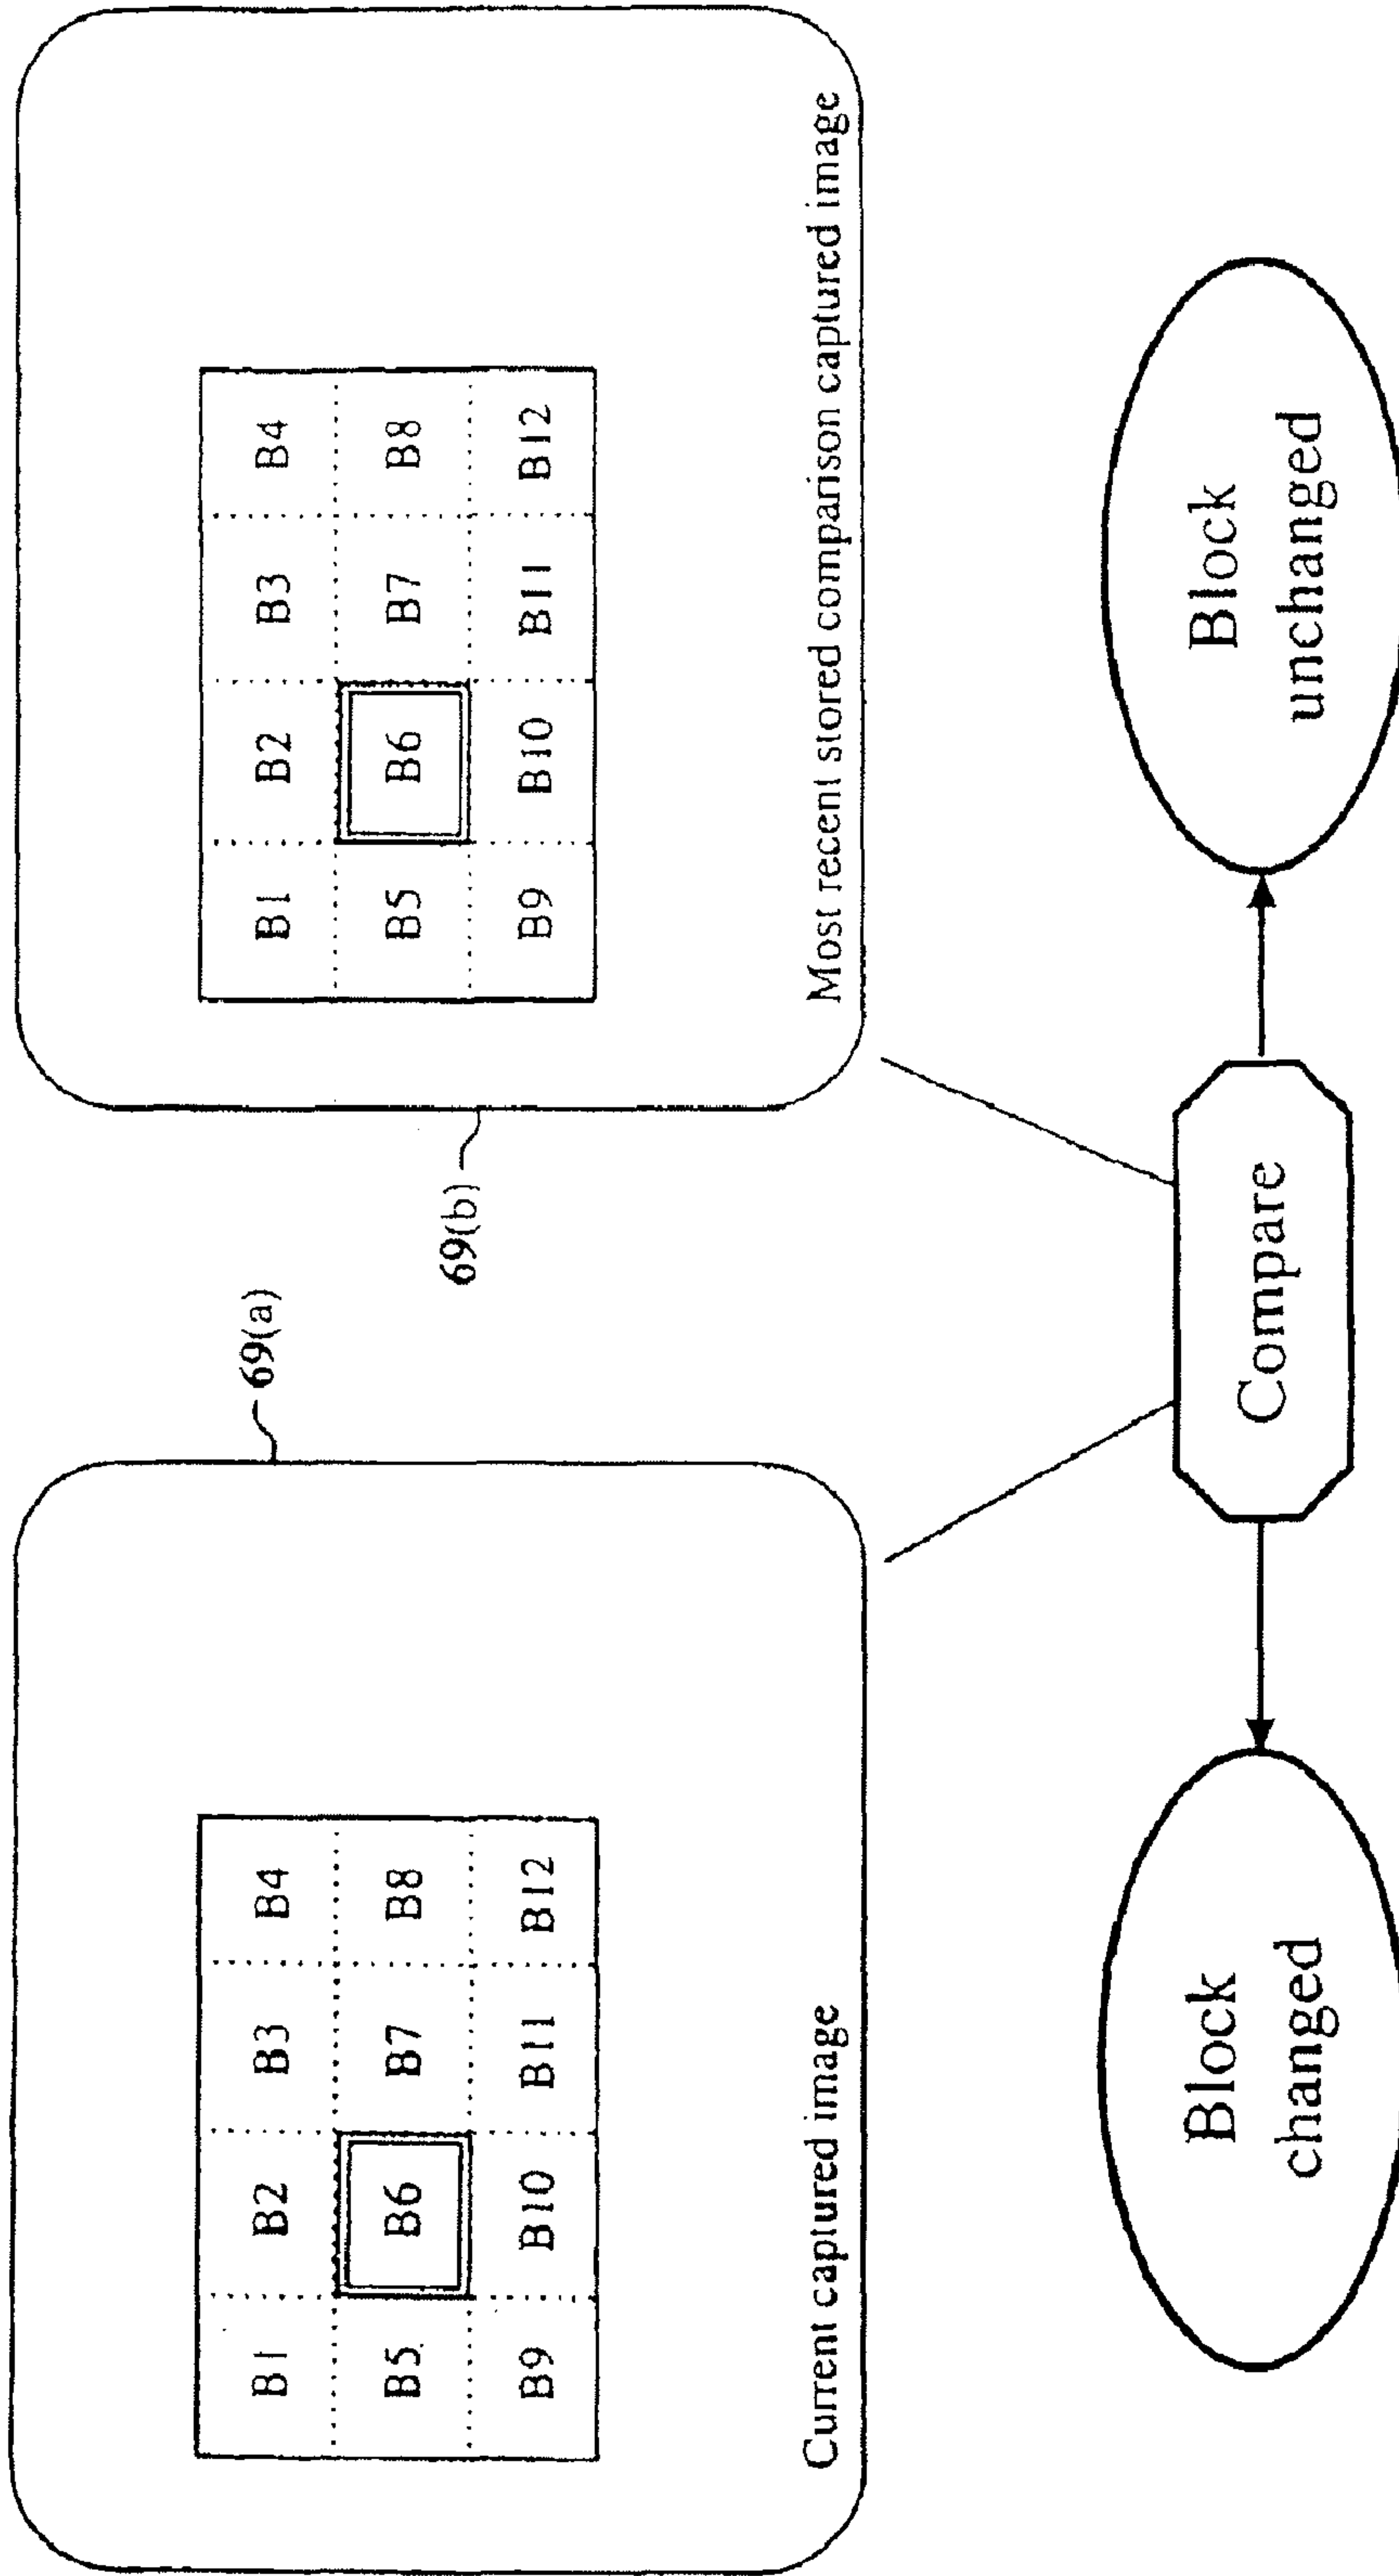 69(a)
B1 B2 B3 B4
B5 B6 B7 B8
B9 B10 B11 B12
Current captured image
69(b)
B1 B2 B3 B4
B5 B6 B7 B8
B9 B10 B11 B12
Most recent stored comparison captured image
Compare
Block
changed
Block
unchanged